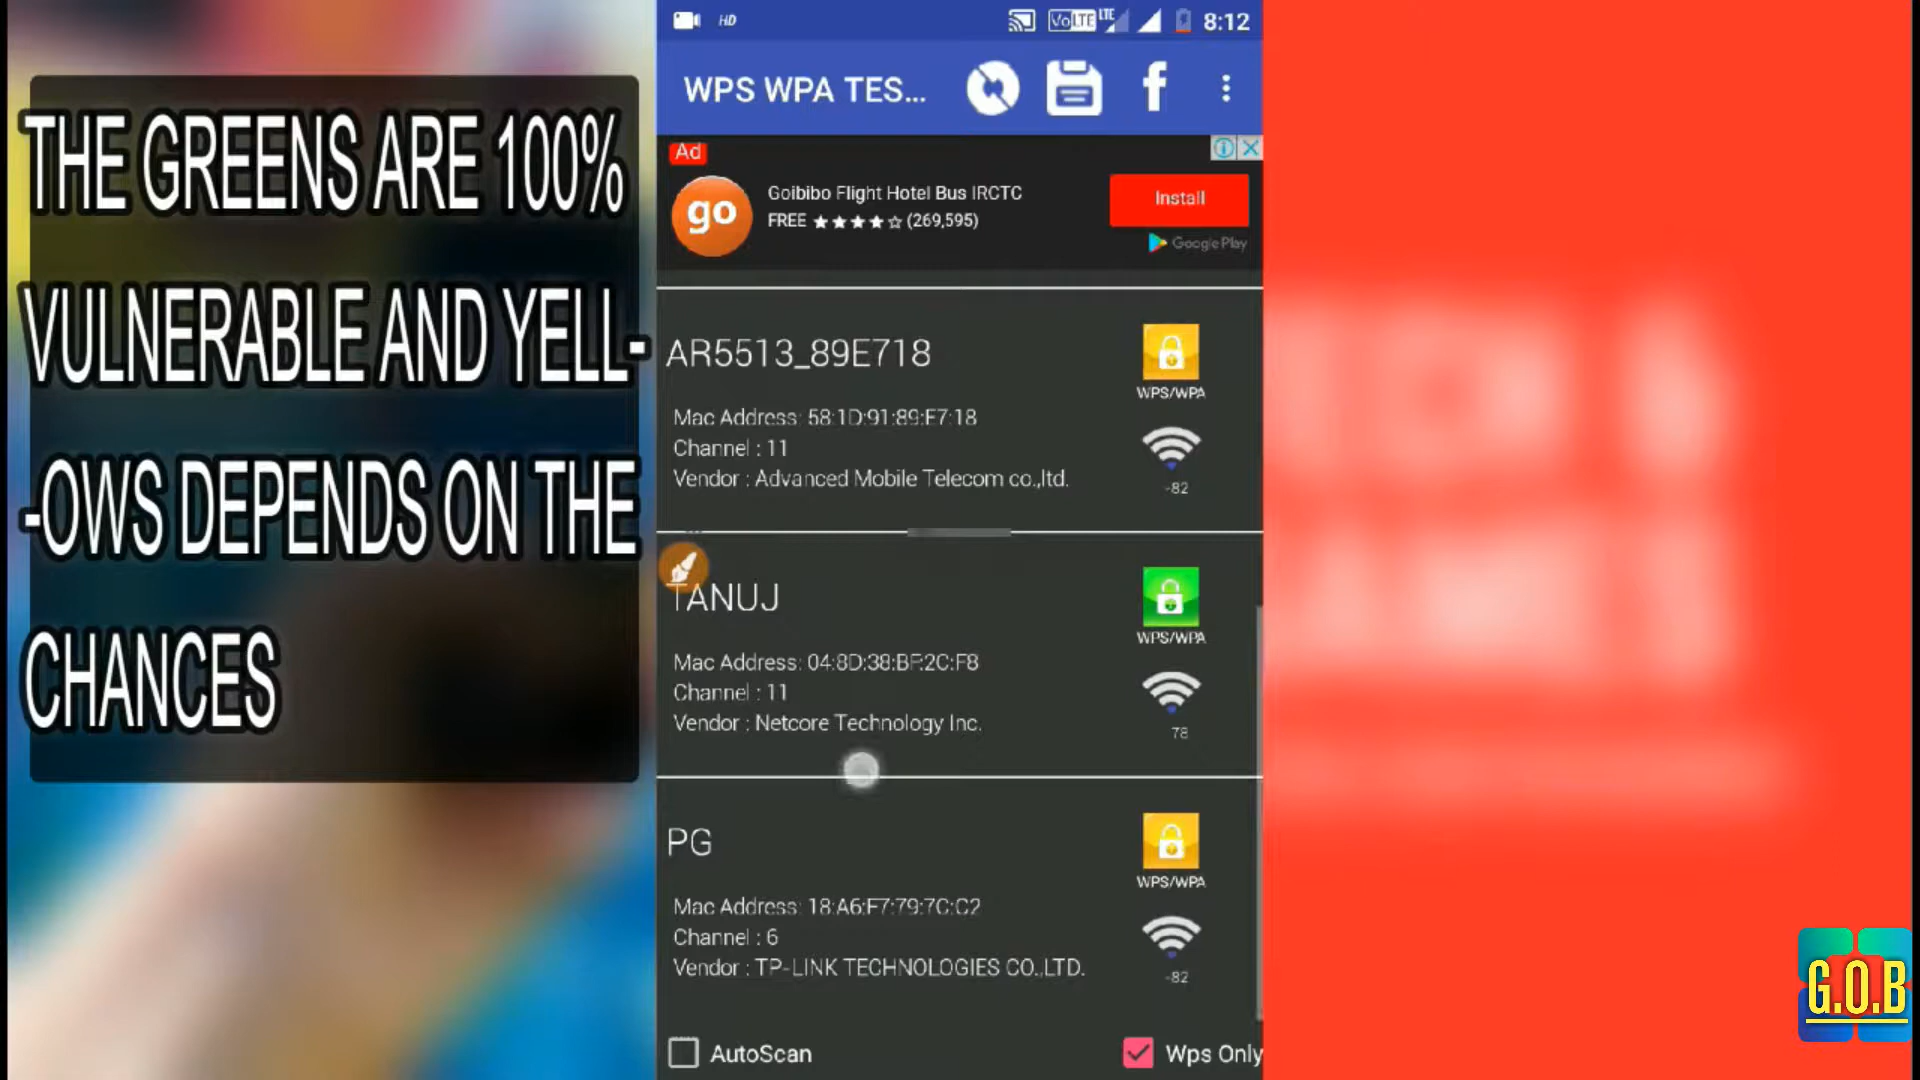 THE GREENS ARE 100%
VULNERABLE AND YELL-
-OWS DEPENDS ON THE
CHANCES
HD
VoLTE
LTE
8:12
WPS WPA TES...
Ad
go
Goibibo Flight Hotel Bus IRCTC
FREE ★★★★☆ (269,595)
Install
Google Play
AR5513_89E718
WPS/WPA
Mac Address: 58:1D:91:89:E7:18
Channel : 11
Vendor : Advanced Mobile Telecom co.,ltd.
-82
TANUJ
WPS/WPA
Mac Address: 04:8D:38:BF:2C:F8
Channel : 11
Vendor : Netcore Technology Inc.
78
PG
WPS/WPA
Mac Address: 18:A6:F7:79:7C:C2
Channel : 6
Vendor : TP-LINK TECHNOLOGIES CO.,LTD.
-82
AutoScan
Wps Only
G.O.B